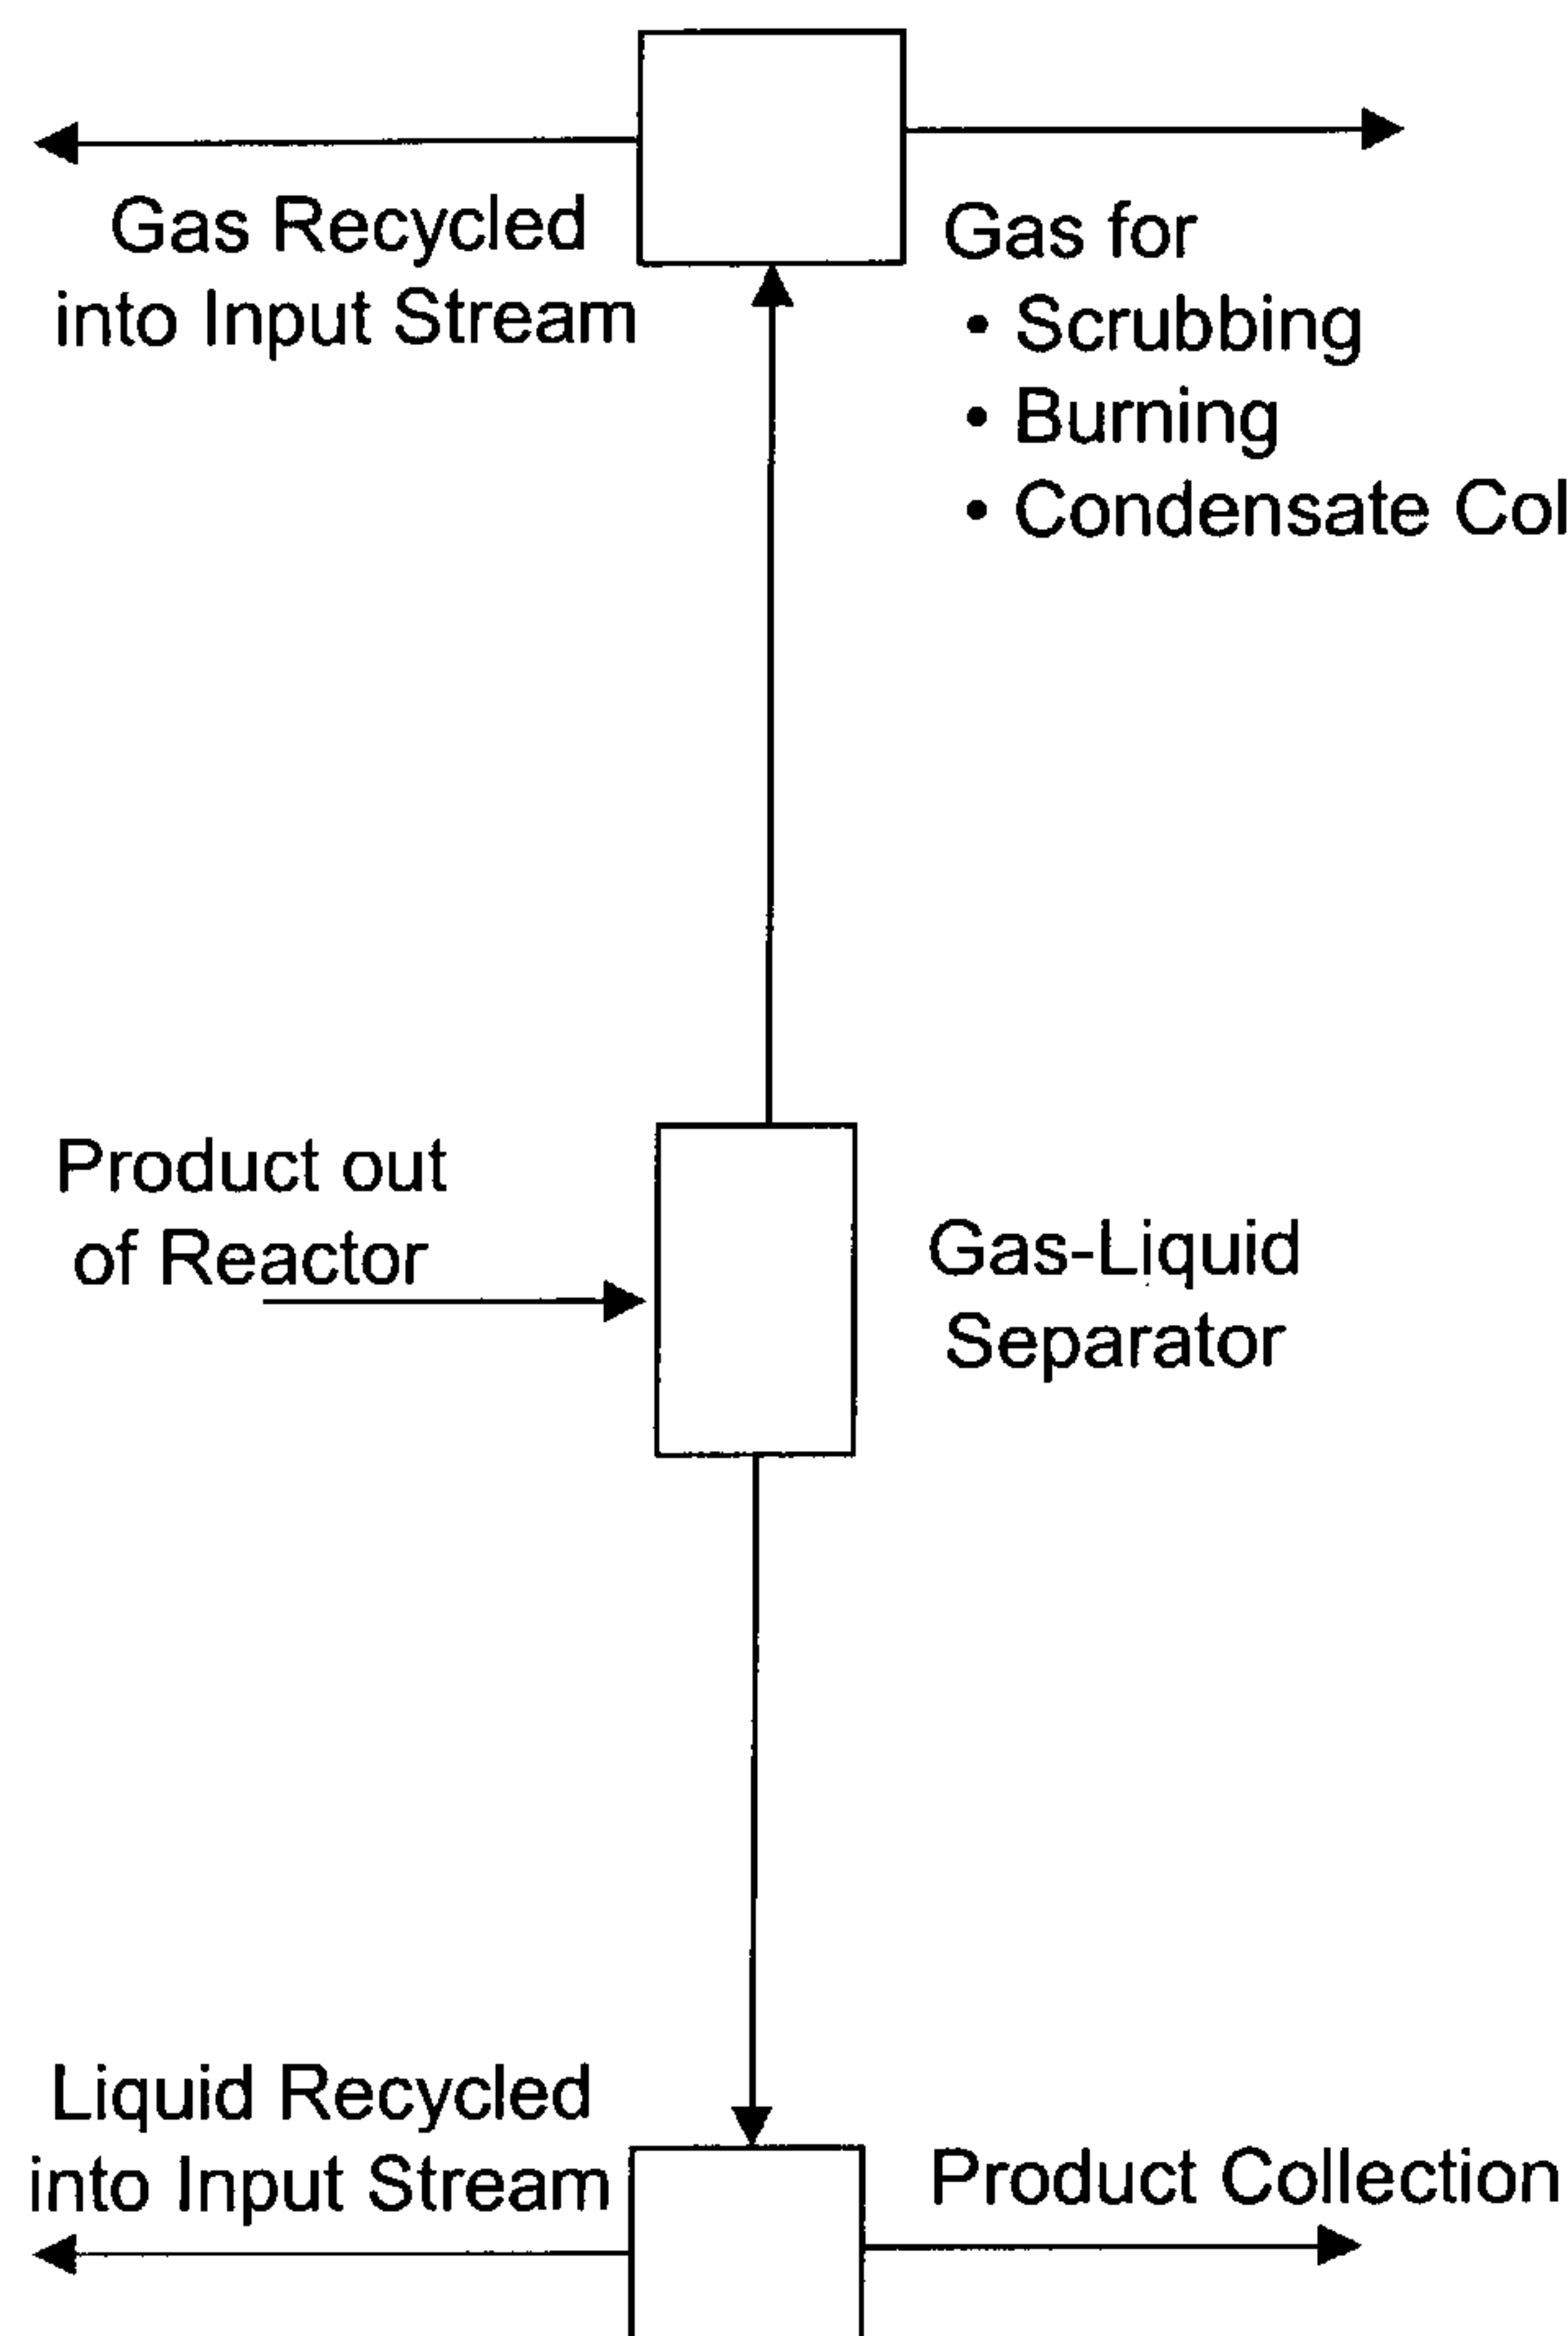 Gas Recycled
into Input Stream
Gas for
• Scrubbing
• Burning
• Condensate Col
Product out
of Reactor
Gas-Liquid
Separator
Liquid Recycled
into Input Stream
Product Collection